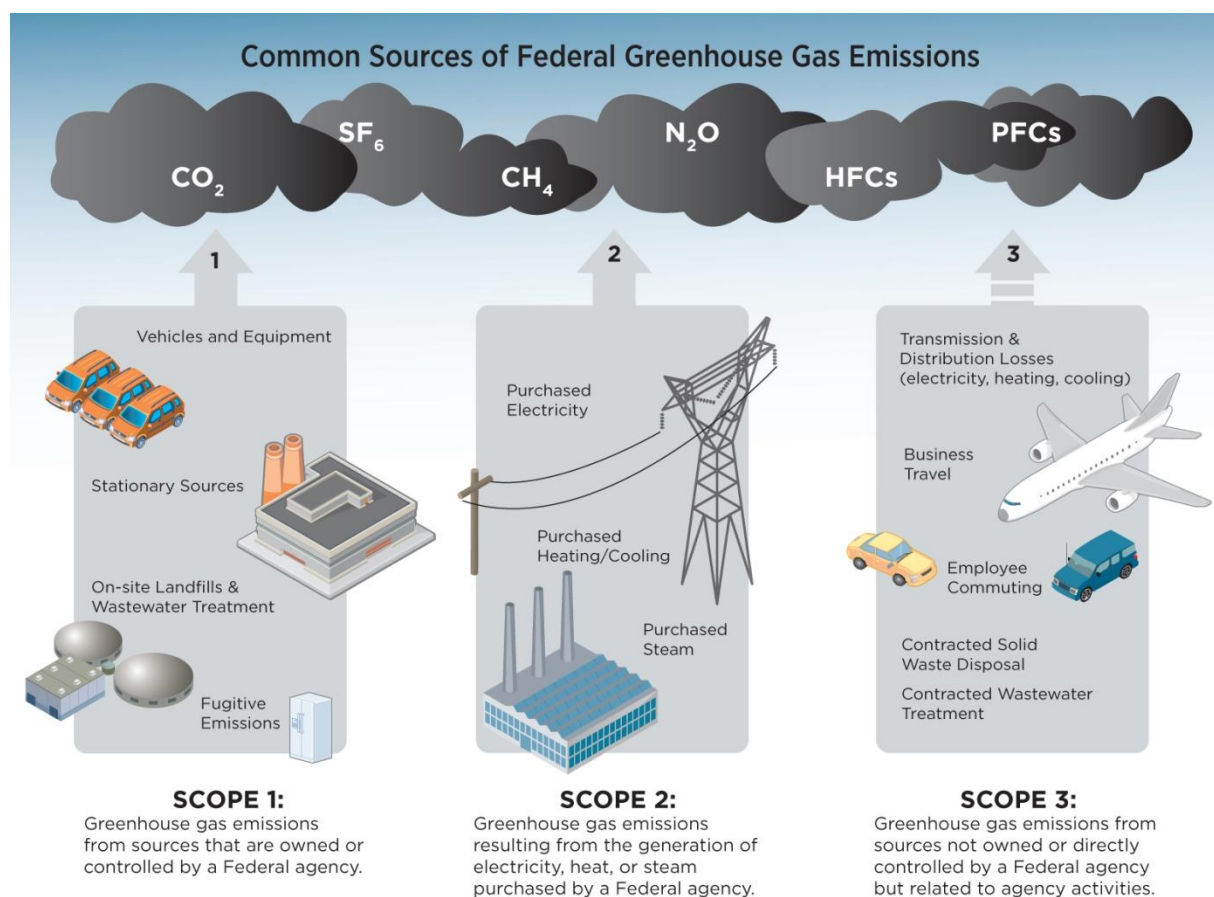 Common Sources of Federal Greenhouse Gas Emissions
CO₂
SF₆
CH₄
N₂O
HFCs
PFCs
1
Vehicles and Equipment
Stationary Sources
On-site Landfills &
Wastewater Treatment
Fugitive
Emissions
SCOPE 1:
Greenhouse gas emissions
from sources that are owned or
controlled by a Federal agency.
2
Purchased
Electricity
Purchased
Heating/Cooling
Purchased
Steam
SCOPE 2:
Greenhouse gas emissions
resulting from the generation of
electricity, heat, or steam
purchased by a Federal agency.
3
Transmission &
Distribution Losses
(electricity, heating, cooling)
Business
Travel
Employee
Commuting
Contracted Solid
Waste Disposal
Contracted Wastewater
Treatment
SCOPE 3:
Greenhouse gas emissions from
sources not owned or directly
controlled by a Federal agency
but related to agency activities.